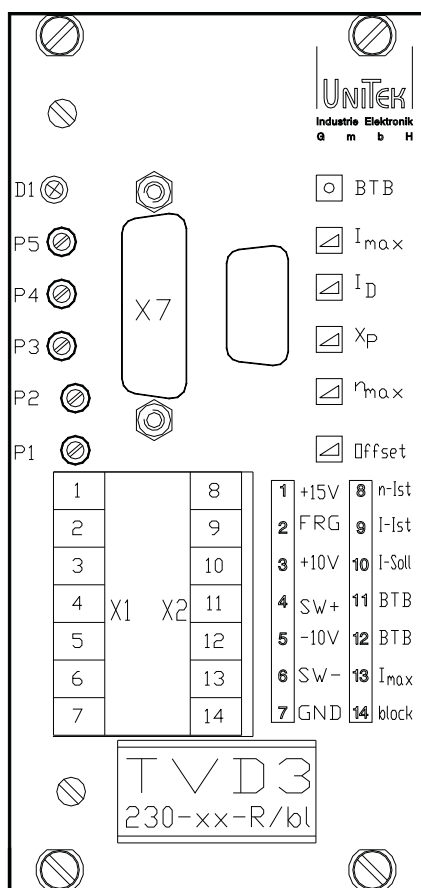 UNITEK
Industrie Elektronik
G m b H
D1
BTB
P5
Imax
P4
ID
P3
XP
P2
nmax
P1
Offset
X7
1 8
2 9
3 10
4 11
5 12
6 13
7 14
X1 X2
1 +15V 8 n-Ist
2 FRG 9 I-Ist
3 +10V 10 I-Soll
4 SW+ 11 BTB
5 -10V 12 BTB
6 SW- 13 Imax
7 GND 14 block
TVD3
230-xx-R/bl